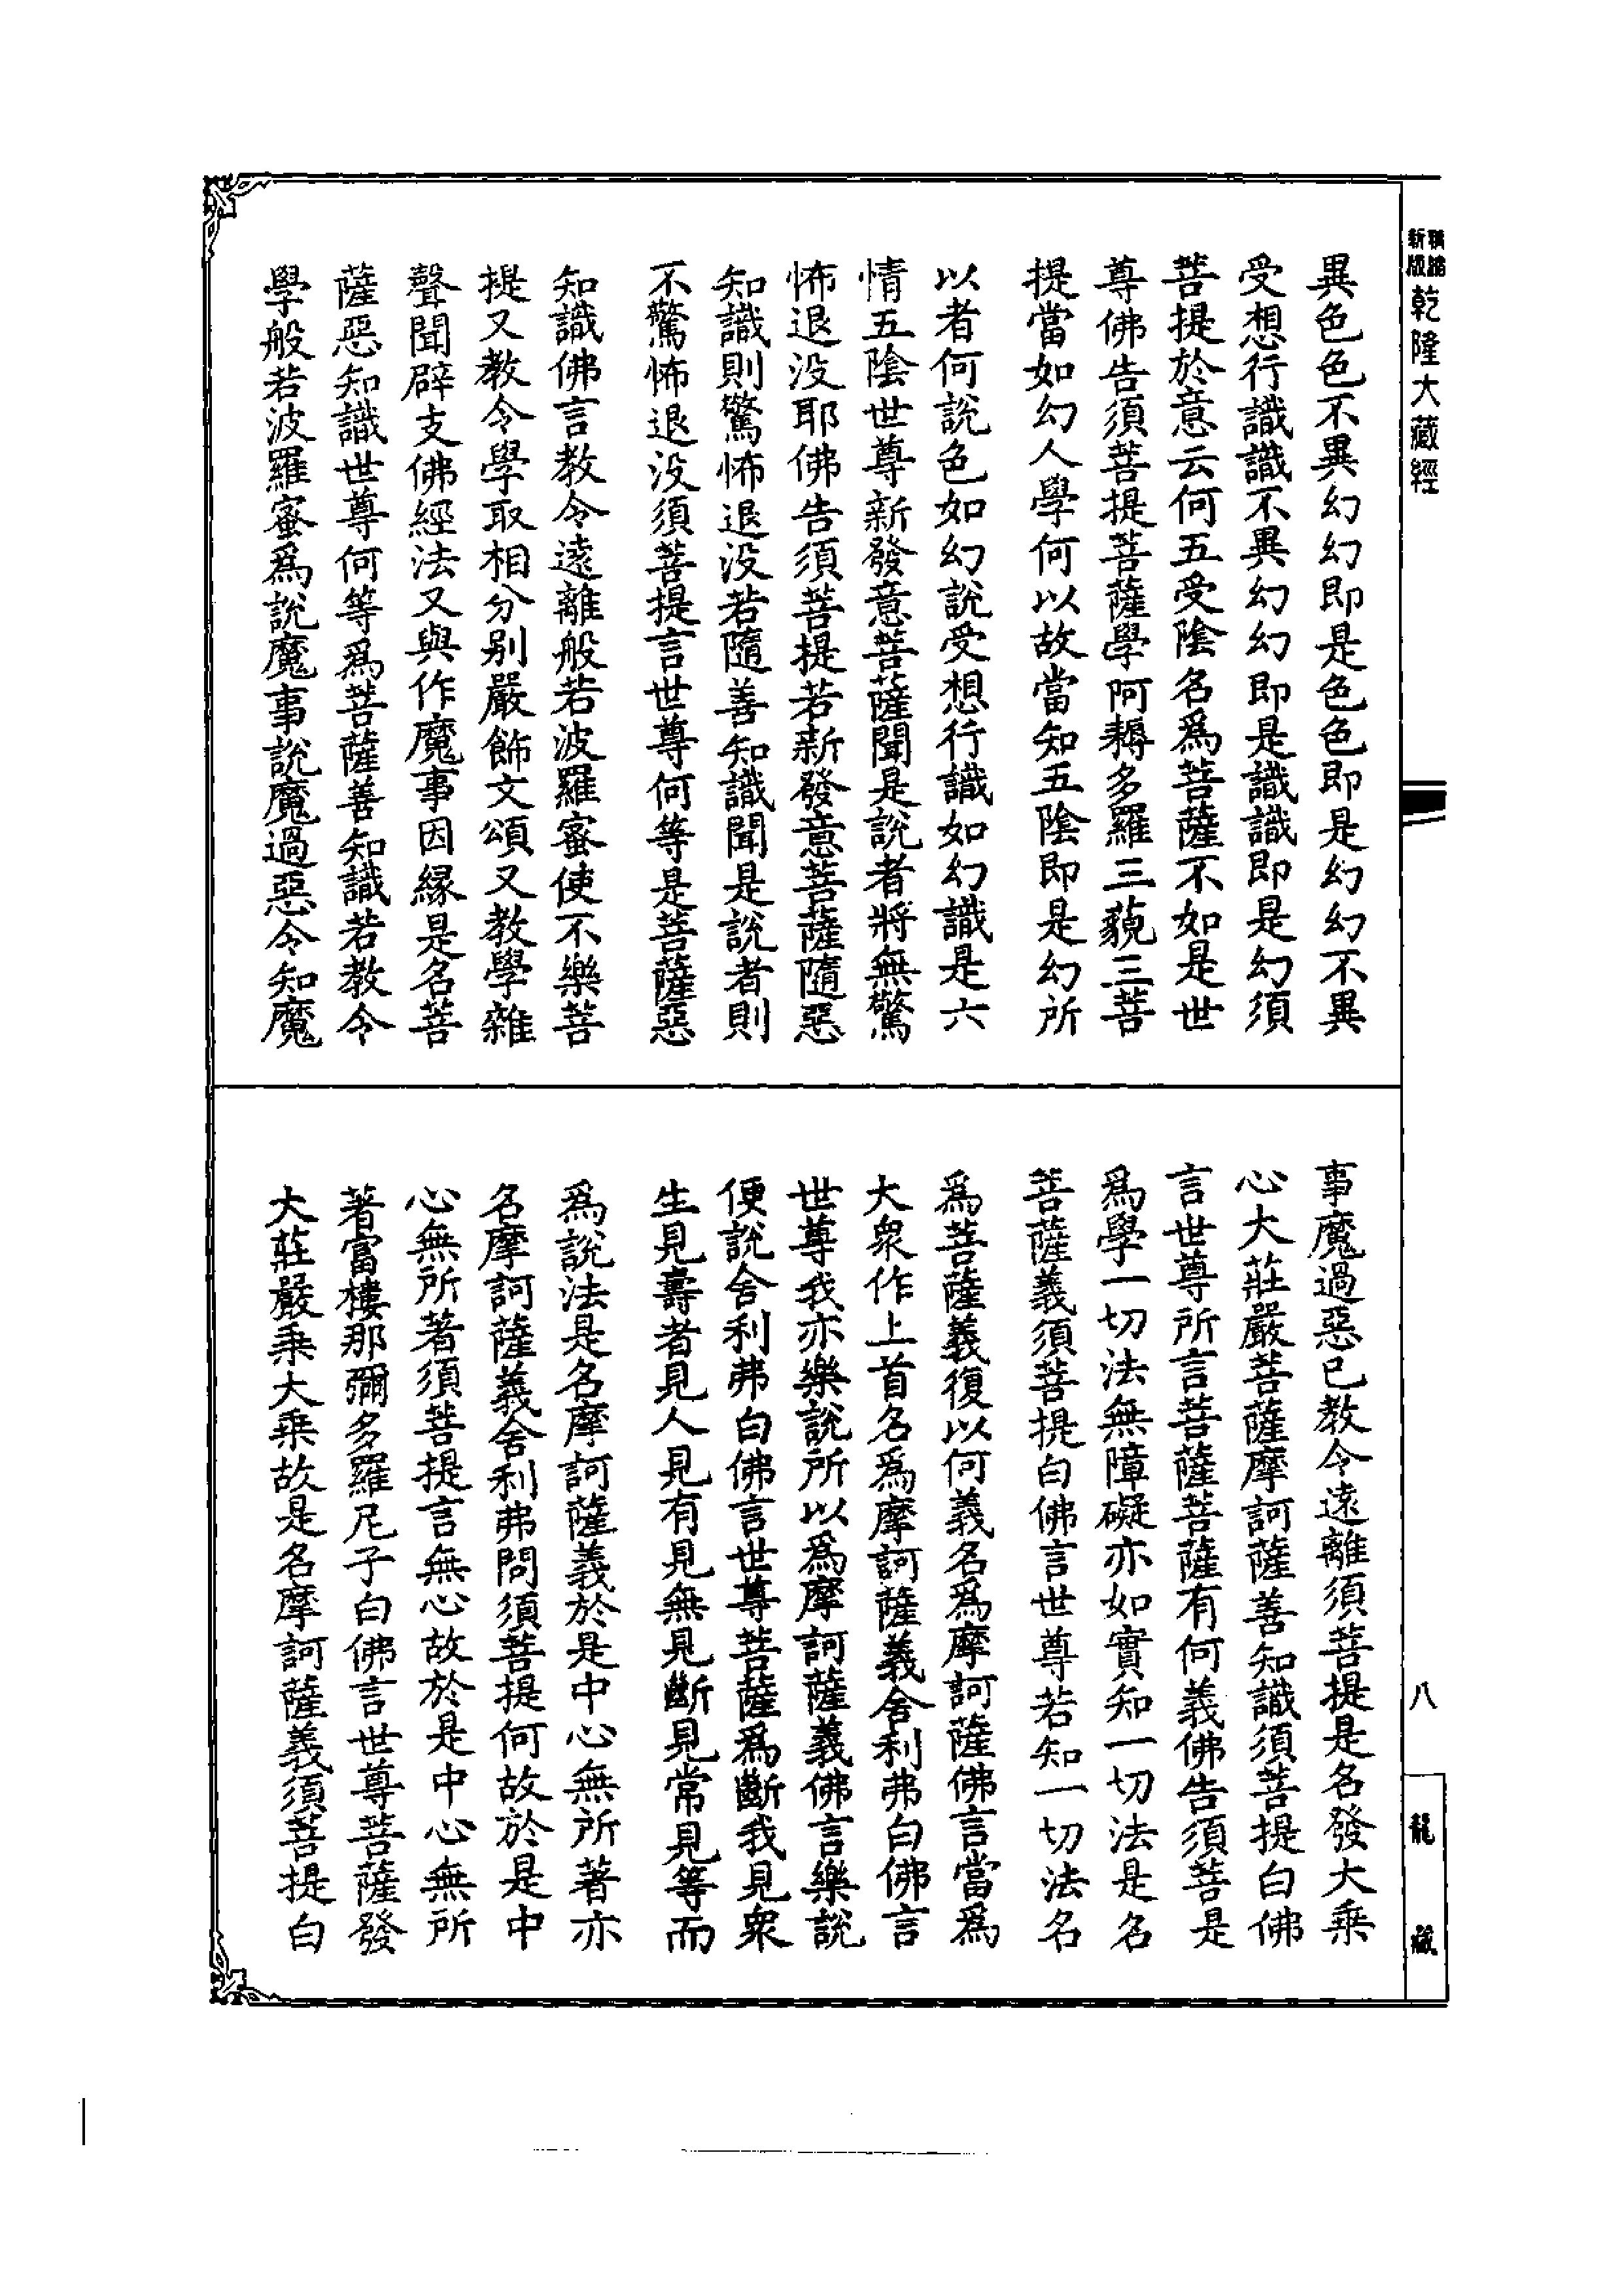 精縮新版乾隆大藏經
異色色不異幻幻即是色色即是幻幻不異
受想行識識不異幻幻即是識識即是幻須
菩提於意云何五受陰名爲菩薩不如是世
尊佛告須菩提菩薩學阿耨多羅三藐三菩
提當如幻人學何以故當知五陰即是幻所
以者何說色如幻說受想行識如幻識是六
情五陰世尊新發意菩薩聞是說者將無驚
怖退没耶佛告須菩提若新發意菩薩隨惡
知識則驚怖退没若隨善知識聞是說者則
不驚怖退没須菩提言世尊何等是菩薩惡
知識佛言教令遠離般若波羅蜜使不樂菩
提又教令學取相分别嚴飾文頌又教學雜
聲聞辟支佛經法又與作魔事因緣是名菩
薩惡知識世尊何等爲菩薩善知識若教令
學般若波羅蜜爲說魔事說魔過惡令知魔
事魔過惡已教令遠離須菩提是名發大乘
心大莊嚴菩薩摩訶薩善知識須菩提白佛
言世尊所言菩薩菩薩有何義佛告須菩是
爲學一切法無障礙亦如實知一切法是名
菩薩義須菩提白佛言世尊若知一切法名
爲菩薩義復以何義名爲摩訶薩佛言當爲
大衆作上首名爲摩訶薩義舍利弗白佛言
世尊我亦樂說所以爲摩訶薩義佛言樂說
便說舍利弗白佛言世尊菩薩爲斷我見衆
生見壽者見人見有見無見斷見常見等而
爲說法是名摩訶薩義於是中心無所著亦
名摩訶薩義舍利弗問須菩提何故於是中
心無所著須菩提言無心故於是中心無所
著富樓那彌多羅尼子白佛言世尊菩薩發
大莊嚴乘大乘故是名摩訶薩義須菩提白
八
龍藏